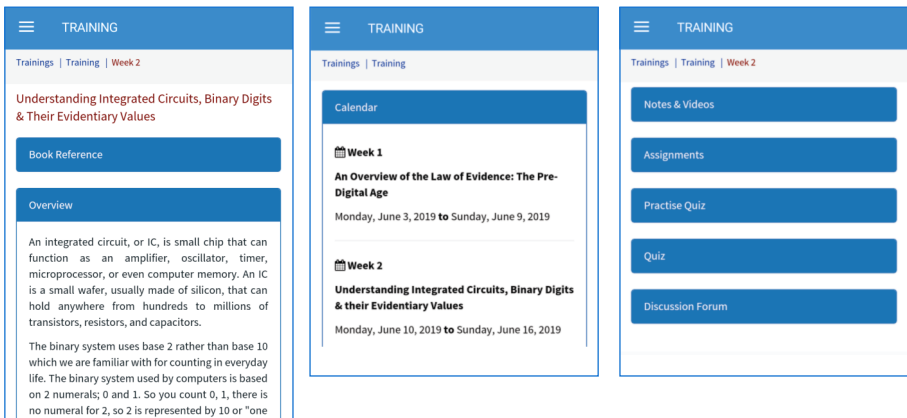 TRAINING
Trainings | Training | Week 2
Understanding Integrated Circuits, Binary Digits
& Their Evidentiary Values
Book Reference
Overview
An integrated circuit, or IC, is small chip that can
function as an amplifier, oscillator, timer,
microprocessor, or even computer memory. An IC
is a small wafer, usually made of silicon, that can
hold anywhere from hundreds to millions of
transistors, resistors, and capacitors.
The binary system uses base 2 rather than base 10
which we are familiar with for counting in everyday
life. The binary system used by computers is based
on 2 numerals; 0 and 1. So you count 0, 1, there is
no numeral for 2, so 2 is represented by 10 or "one
TRAINING
Trainings | Training
Calendar
Week 1
An Overview of the Law of Evidence: The Pre-
Digital Age
Monday, June 3, 2019 to Sunday, June 9, 2019
Week 2
Understanding Integrated Circuits, Binary Digits
& their Evidentiary Values
Monday, June 10, 2019 to Sunday, June 16, 2019
TRAINING
Trainings | Training | Week 2
Notes & Videos
Assignments
Practise Quiz
Quiz
Discussion Forum